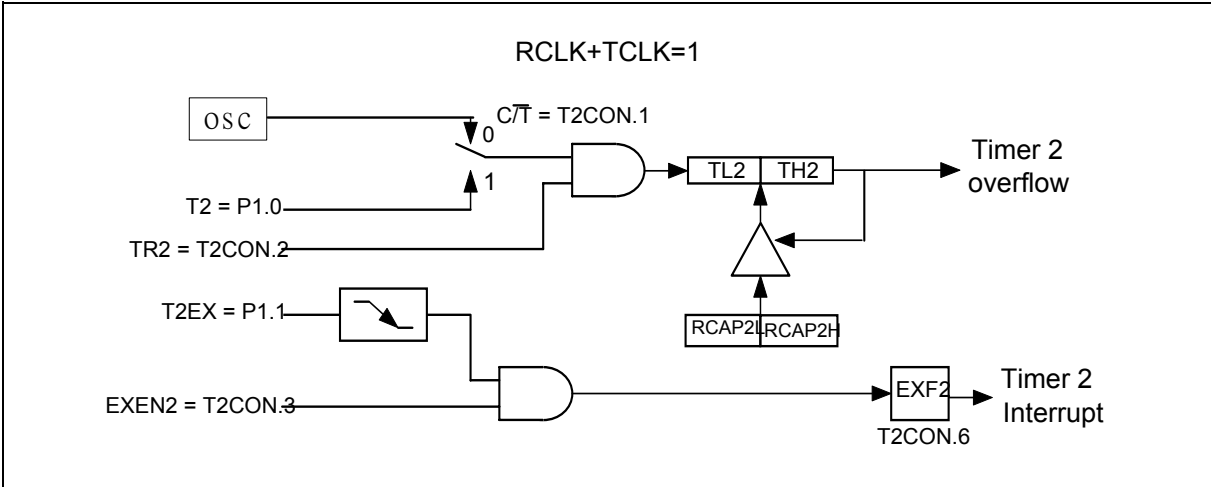 RCLK+TCLK=1
OSC
C/T̅ = T2CON.1
0
1
T2 = P1.0
TR2 = T2CON.2
TL2 TH2
Timer 2
overflow
T2EX = P1.1
RCAP2L RCAP2H
EXEN2 = T2CON.3
EXF2
T2CON.6
Timer 2
Interrupt